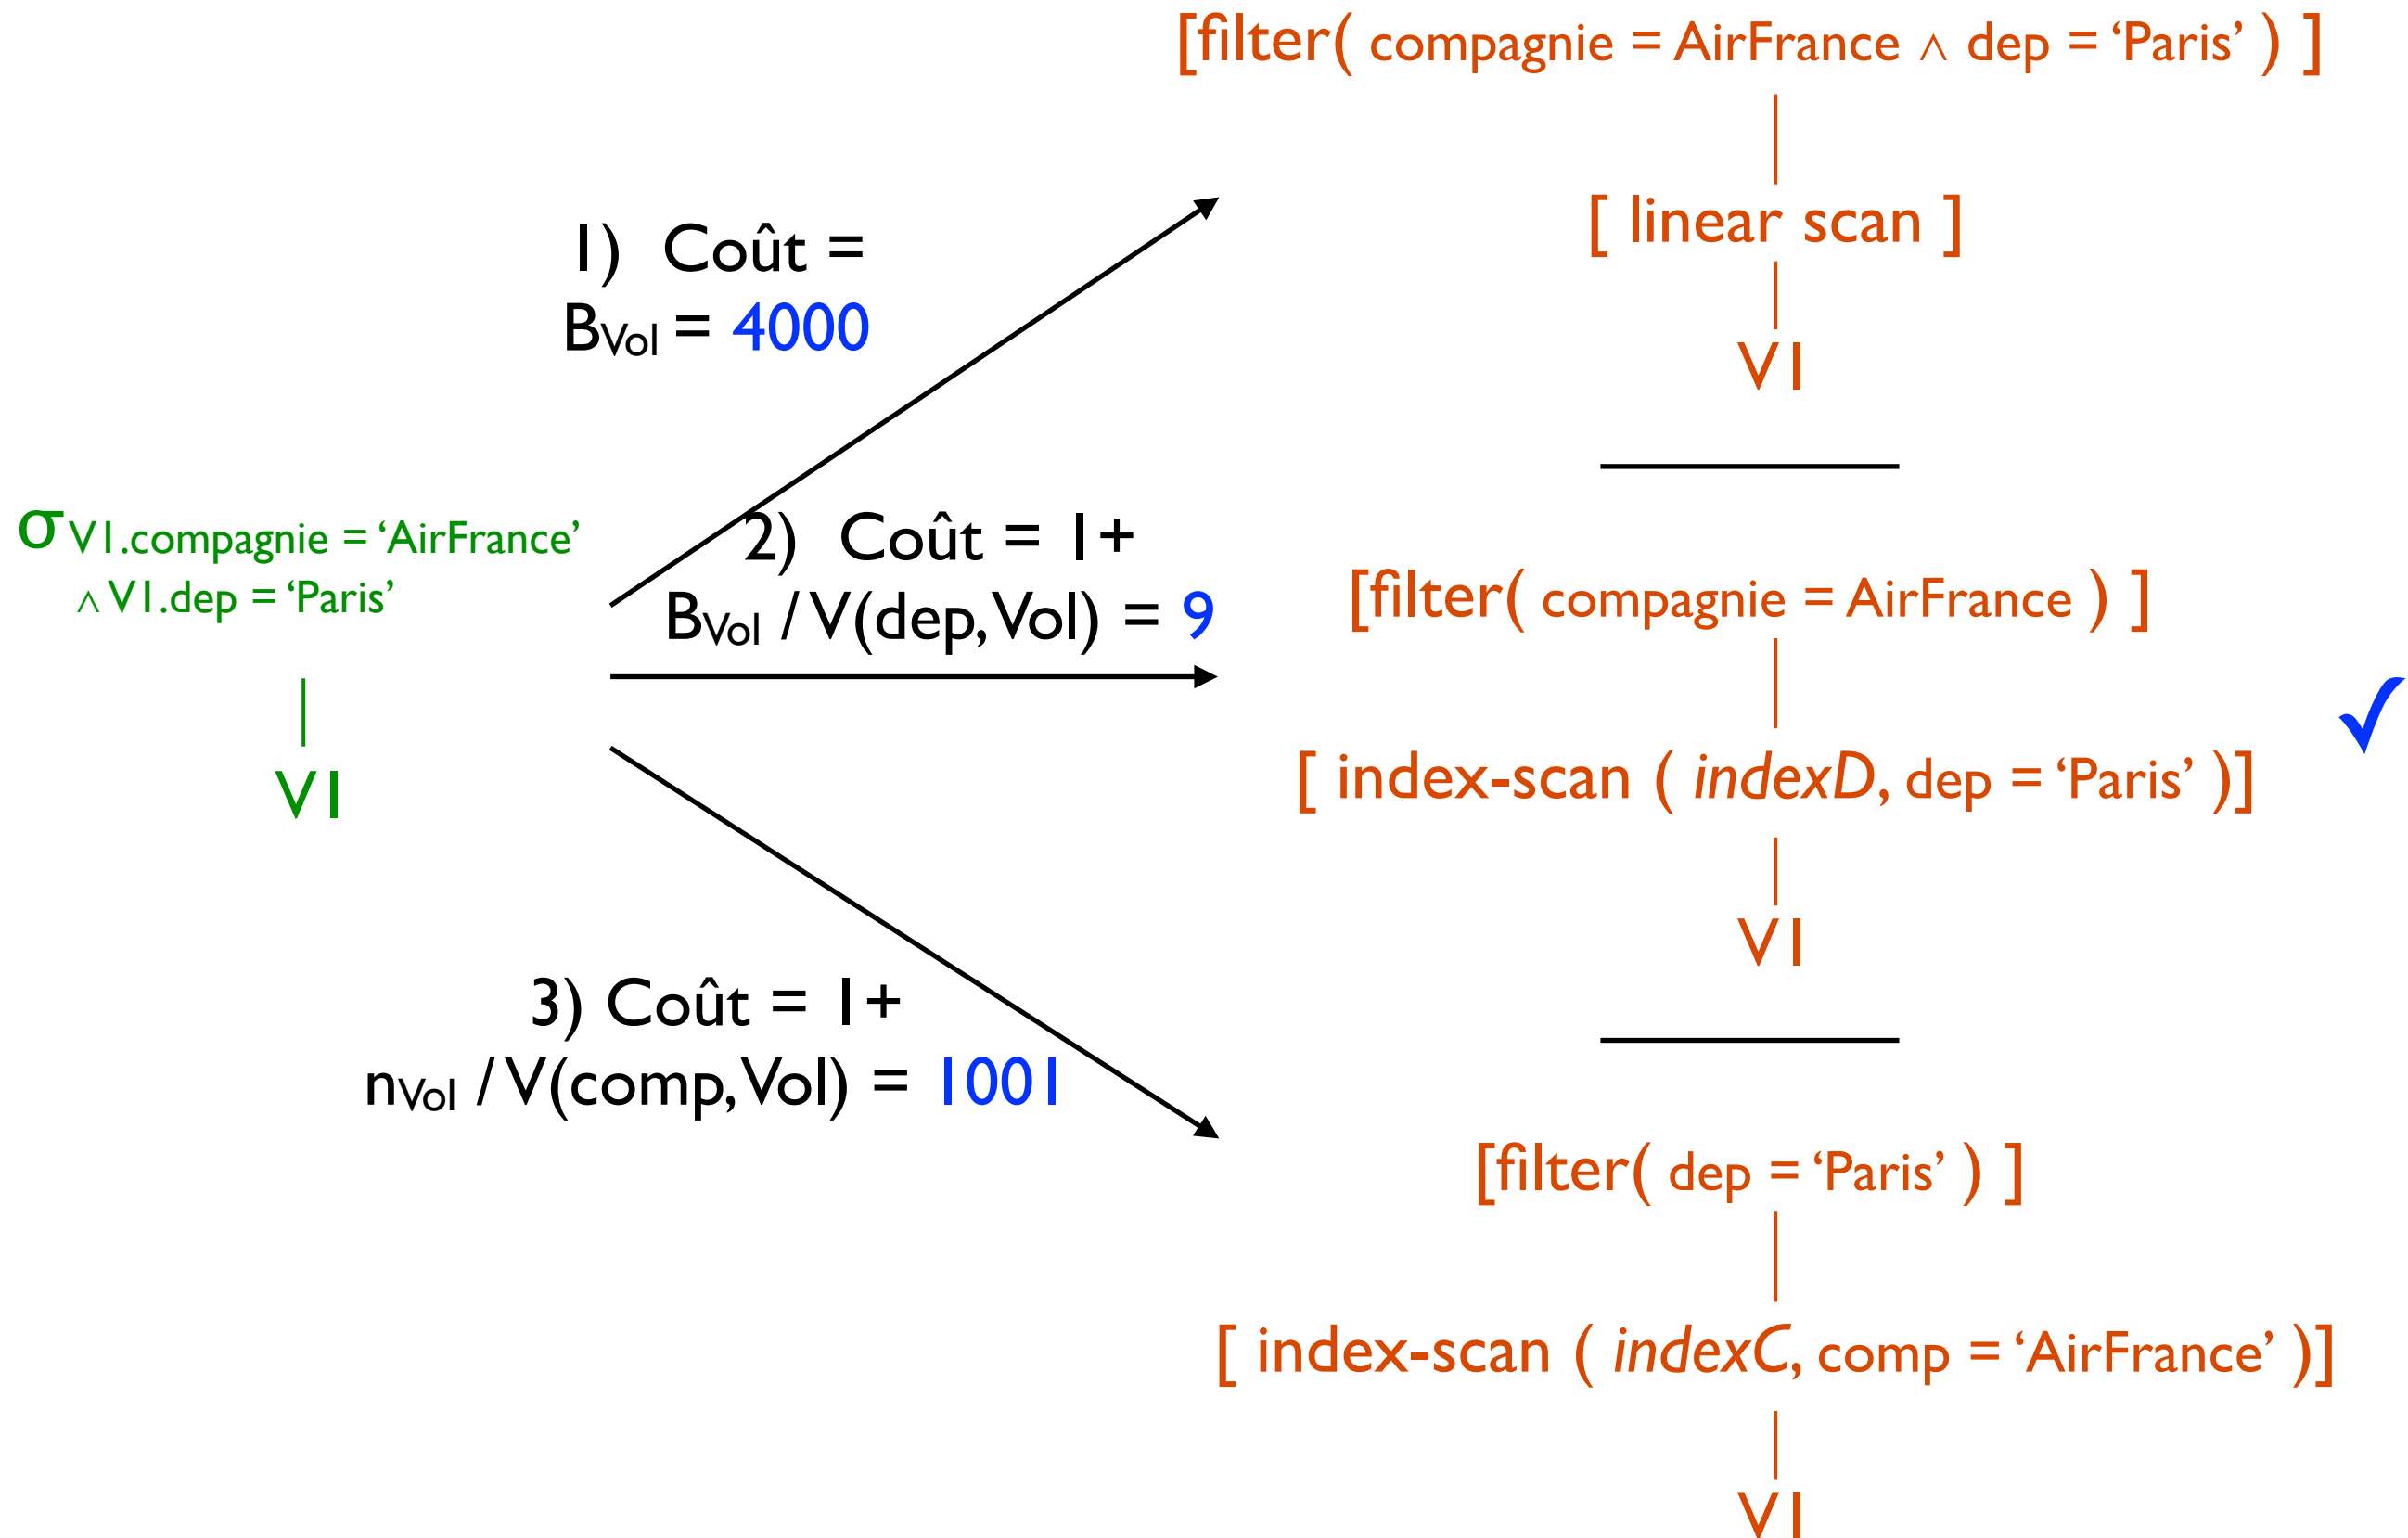 [filter( compagnie = AirFrance ∧ dep = ‘Paris’ ) ]
[ linear scan ]
V1
1) Coût =
BVol = 4000
σ V1.compagnie = ‘AirFrance’
∧ V1.dep = ‘Paris’
V1
2) Coût = 1+
BVol / V(dep, Vol) = 9
[filter( compagnie = AirFrance ) ]
[ index-scan ( indexD, dep = ‘Paris’ )]
V1
✓
3) Coût = 1+
nVol / V(comp, Vol) = 1001
[filter( dep = ‘Paris’ ) ]
[ index-scan ( indexC, comp = ‘AirFrance’ )]
V1